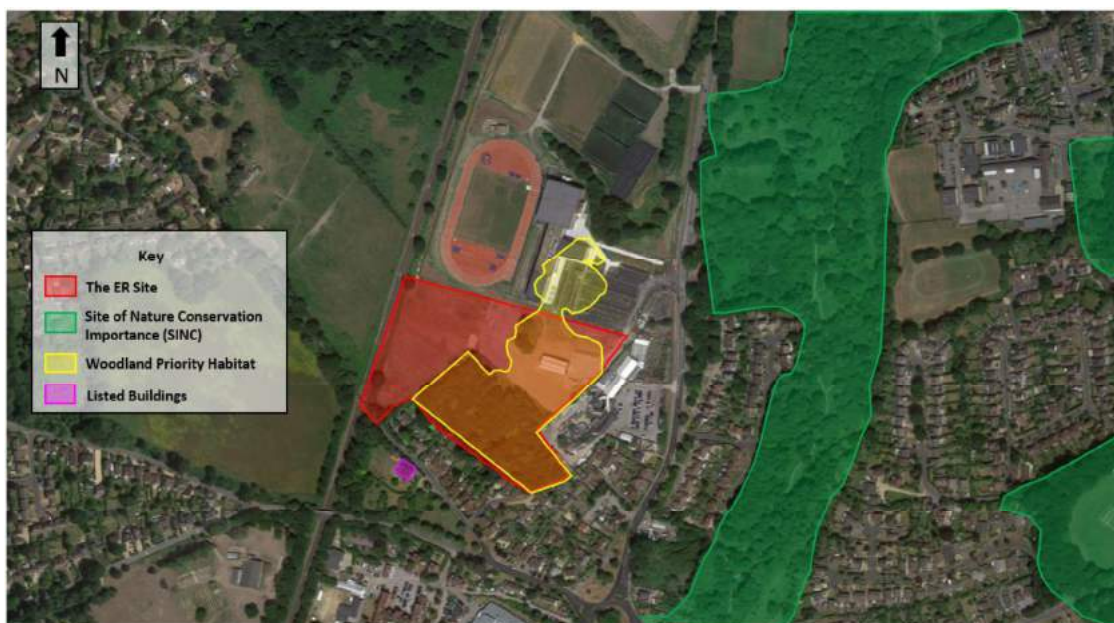 N
Key
The ER Site
Site of Nature Conservation
Importance (SINC)
Woodland Priority Habitat
Listed Buildings